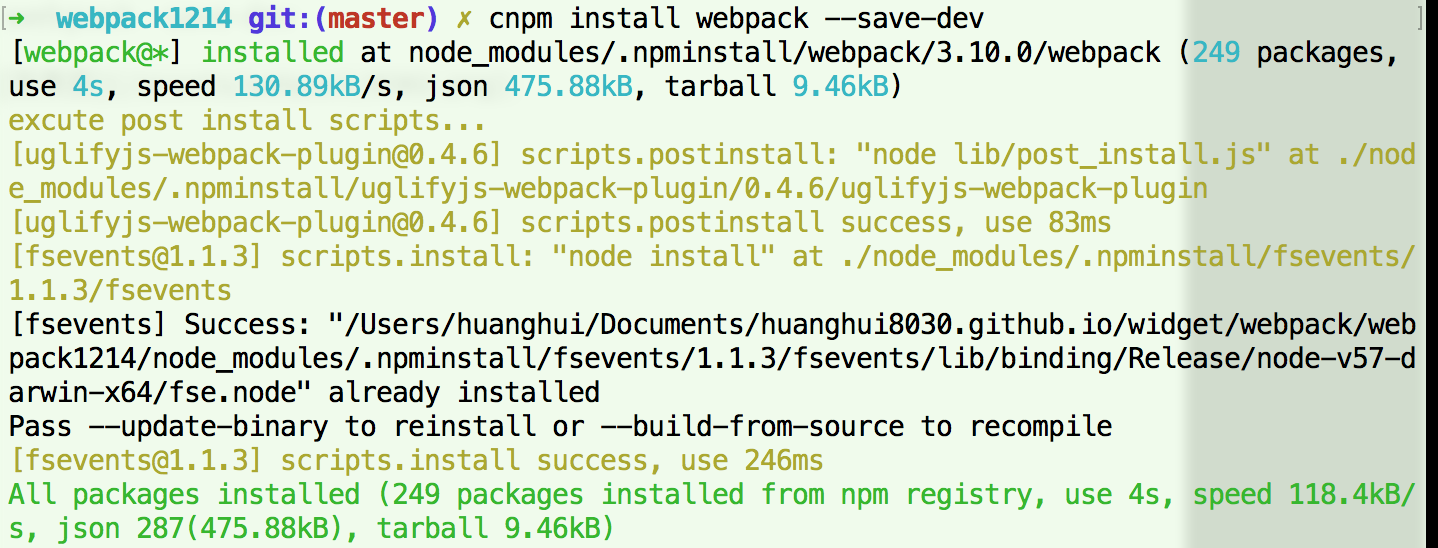 [➜  webpack1214 git:(master) ✗ cnpm install webpack --save-dev ]
[webpack@*] installed at node_modules/.npminstall/webpack/3.10.0/webpack (249 packages,
use 4s, speed 130.89kB/s, json 475.88kB, tarball 9.46kB)
excute post install scripts...
[uglifyjs-webpack-plugin@0.4.6] scripts.postinstall: "node lib/post_install.js" at ./nod
e_modules/.npminstall/uglifyjs-webpack-plugin/0.4.6/uglifyjs-webpack-plugin
[uglifyjs-webpack-plugin@0.4.6] scripts.postinstall success, use 83ms
[fsevents@1.1.3] scripts.install: "node install" at ./node_modules/.npminstall/fsevents/
1.1.3/fsevents
[fsevents] Success: "/Users/huanghui/Documents/huanghui8030.github.io/widget/webpack/web
pack1214/node_modules/.npminstall/fsevents/1.1.3/fsevents/lib/binding/Release/node-v57-d
arwin-x64/fse.node" already installed
Pass --update-binary to reinstall or --build-from-source to recompile
[fsevents@1.1.3] scripts.install success, use 246ms
All packages installed (249 packages installed from npm registry, use 4s, speed 118.4kB/
s, json 287(475.88kB), tarball 9.46kB)